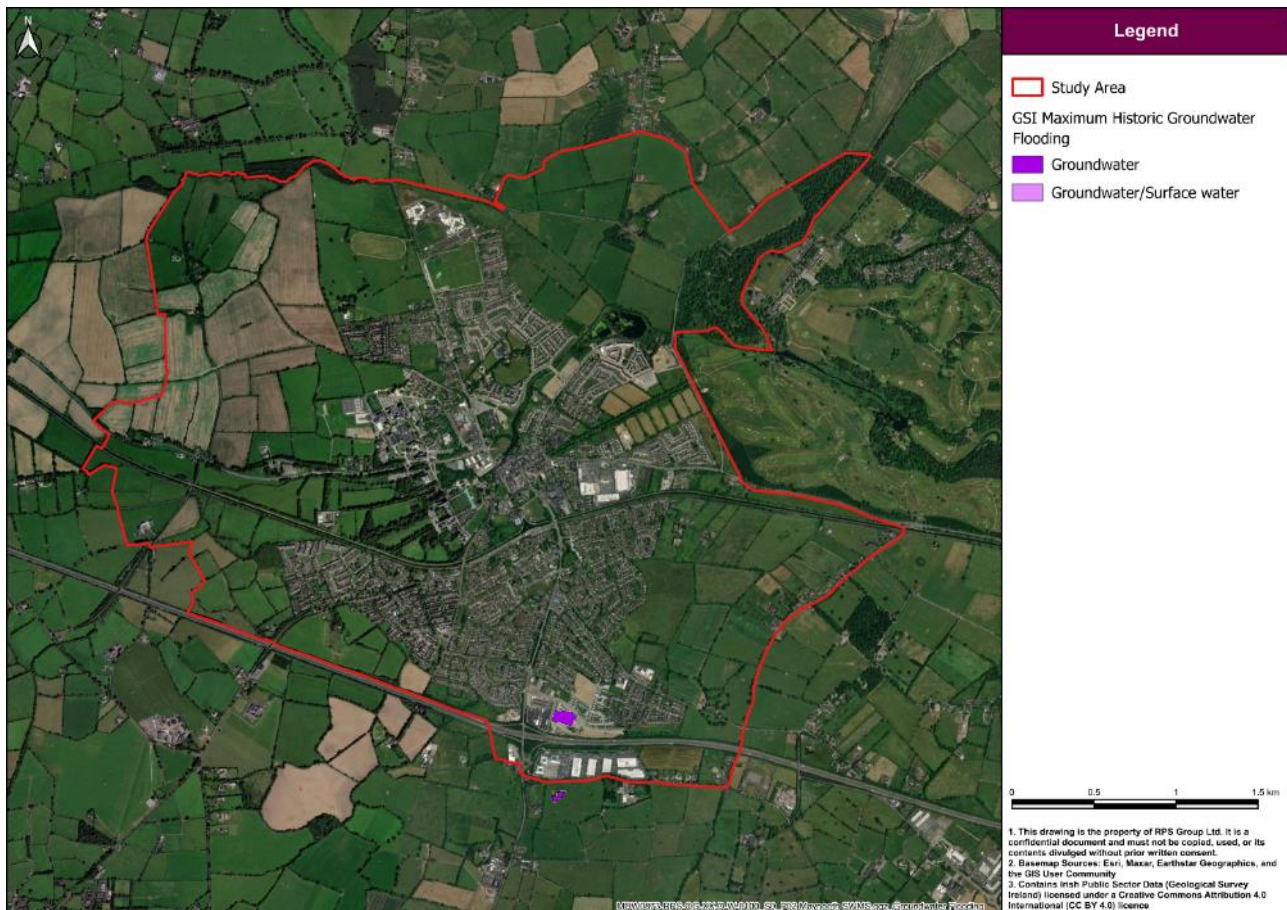 N
Legend
Study Area
GSI Maximum Historic Groundwater
Flooding
Groundwater
Groundwater/Surface water
0 0.5 1 1.5 km
1. This drawing is the property of RPS Group Ltd. It is a
confidential document and must not be copied, used, or its
contents divulged without prior written consent.
2. Basemap Sources: Esri, Maxar, Earthstar Geographics, and
the GIS User Community
3. Contains Irish Public Sector Data (Geological Survey
Ireland) licensed under a Creative Commons Attribution 4.0
International (CC BY 4.0) licence
Maynooth Groundwater Flooding